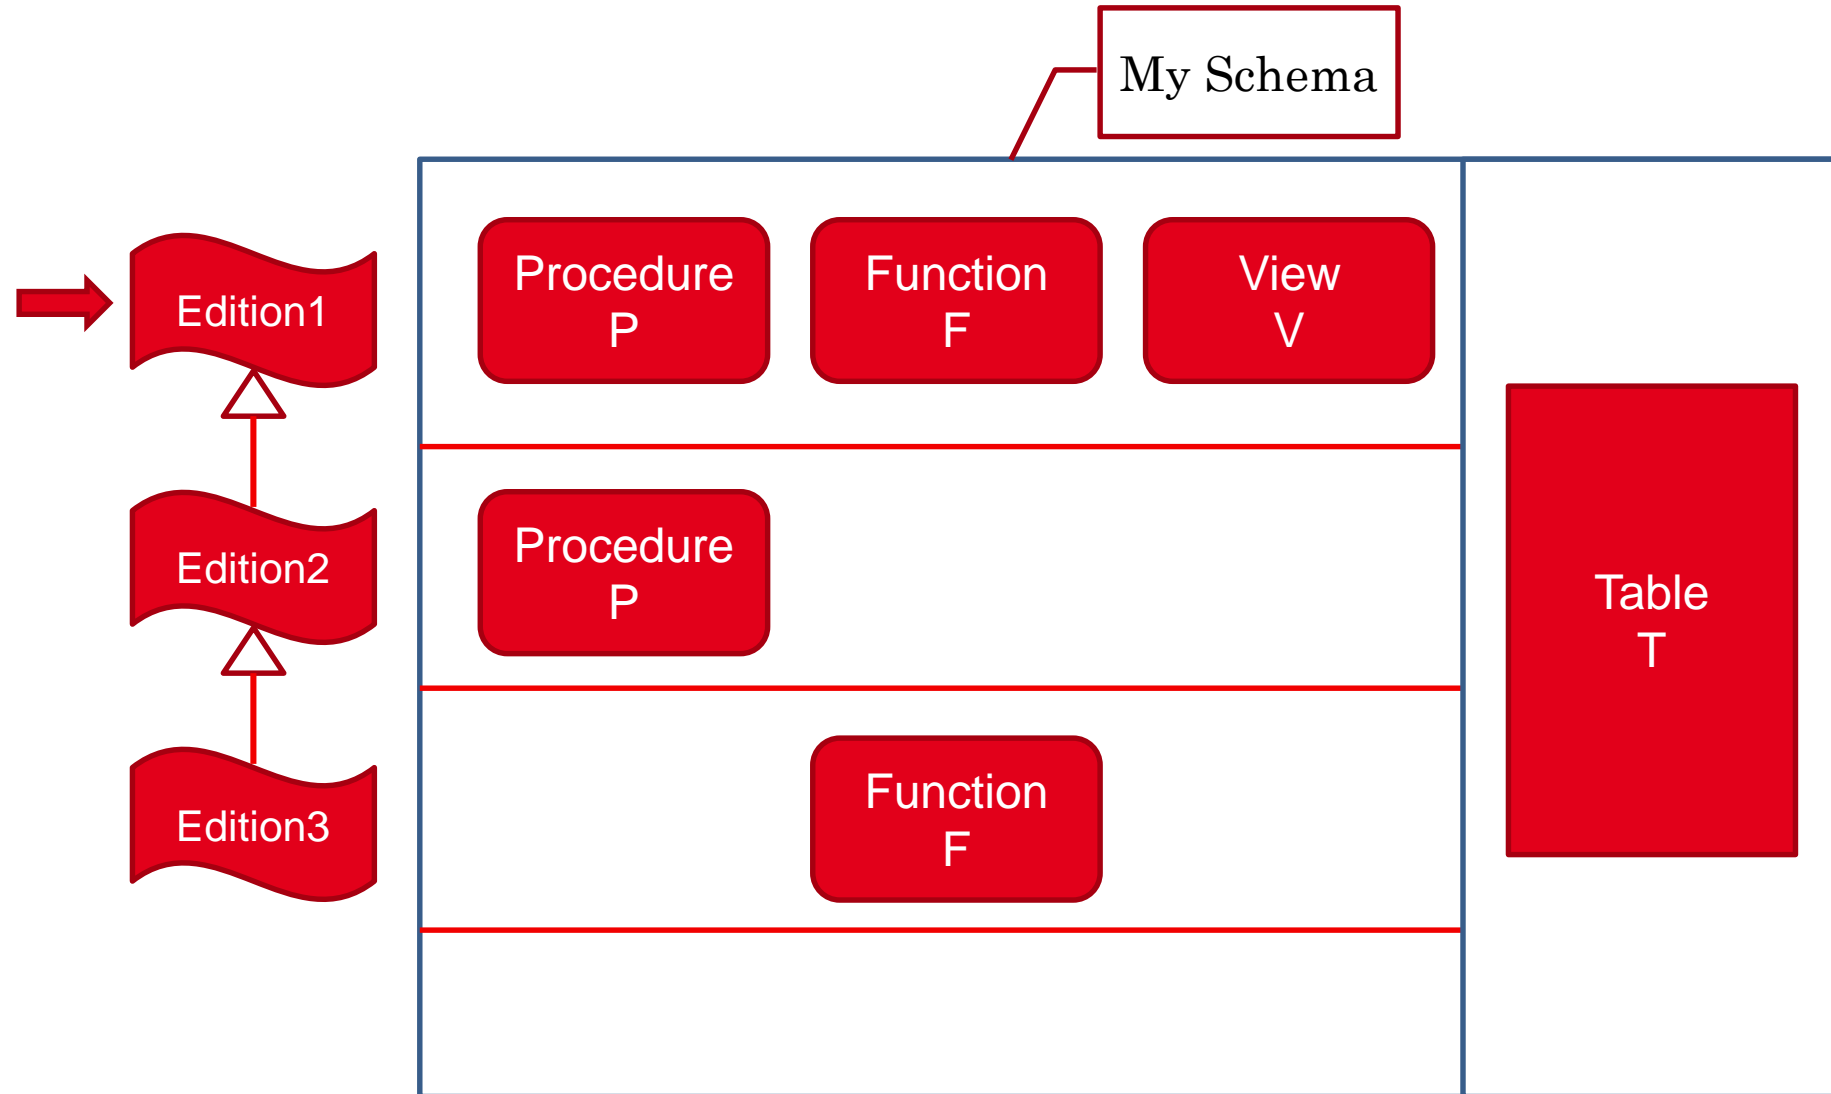 My Schema
Edition1
Procedure
P
Function
F
View
V
Edition2
Procedure
P
Table
T
Edition3
Function
F